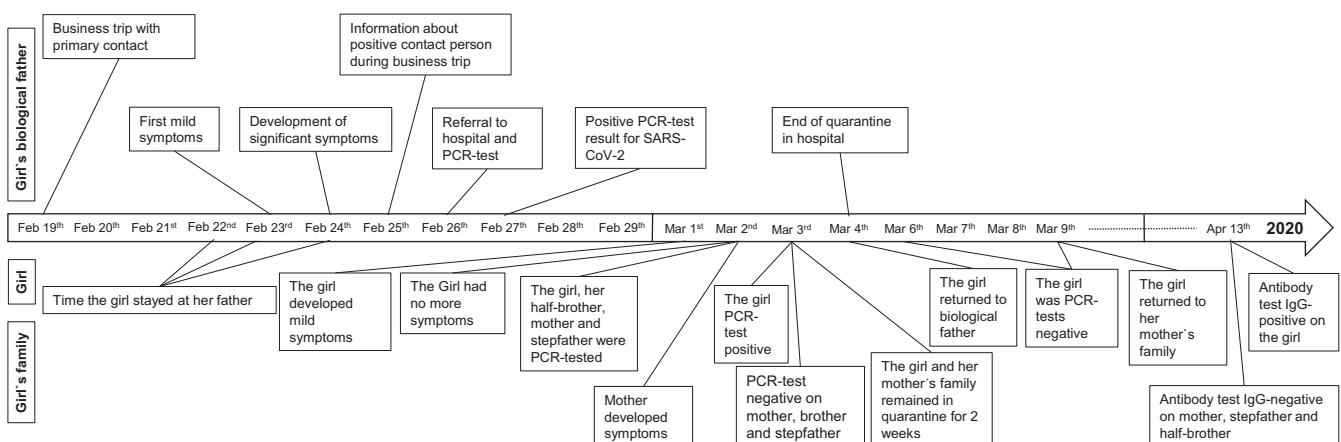 Girl`s biological father
Business trip with
primary contact
Information about
positive contact person
during business trip
First mild
symptoms
Development of
significant symptoms
Referral to
hospital and
PCR-test
Positive PCR-test
result for SARS-
CoV-2
End of quarantine
in hospital
Feb 19th Feb 20th Feb 21st Feb 22nd Feb 23rd Feb 24th Feb 25th Feb 26th Feb 27th Feb 28th Feb 29th Mar 1st Mar 2nd Mar 3rd Mar 4th Mar 6th Mar 7th Mar 8th Mar 9th Apr 13th 2020
Girl
Time the girl stayed at her father
The girl
developed
mild
symptoms
The Girl had
no more
symptoms
The girl, her
half-brother,
mother and
stepfather were
PCR-tested
The girl
PCR-
test
positive
The girl
returned to
biological
father
The girl
was PCR-
tests
negative
The girl
returned to
her
mother`s
family
Antibody
test IgG-
positive on
the girl
Girl`s family
Mother
developed
symptoms
PCR-test
negative on
mother, brother
and stepfather
The girl and her
mother´s family
remained in
quarantine for 2
weeks
Antibody test IgG-negative
on mother, stepfather and
half-brother